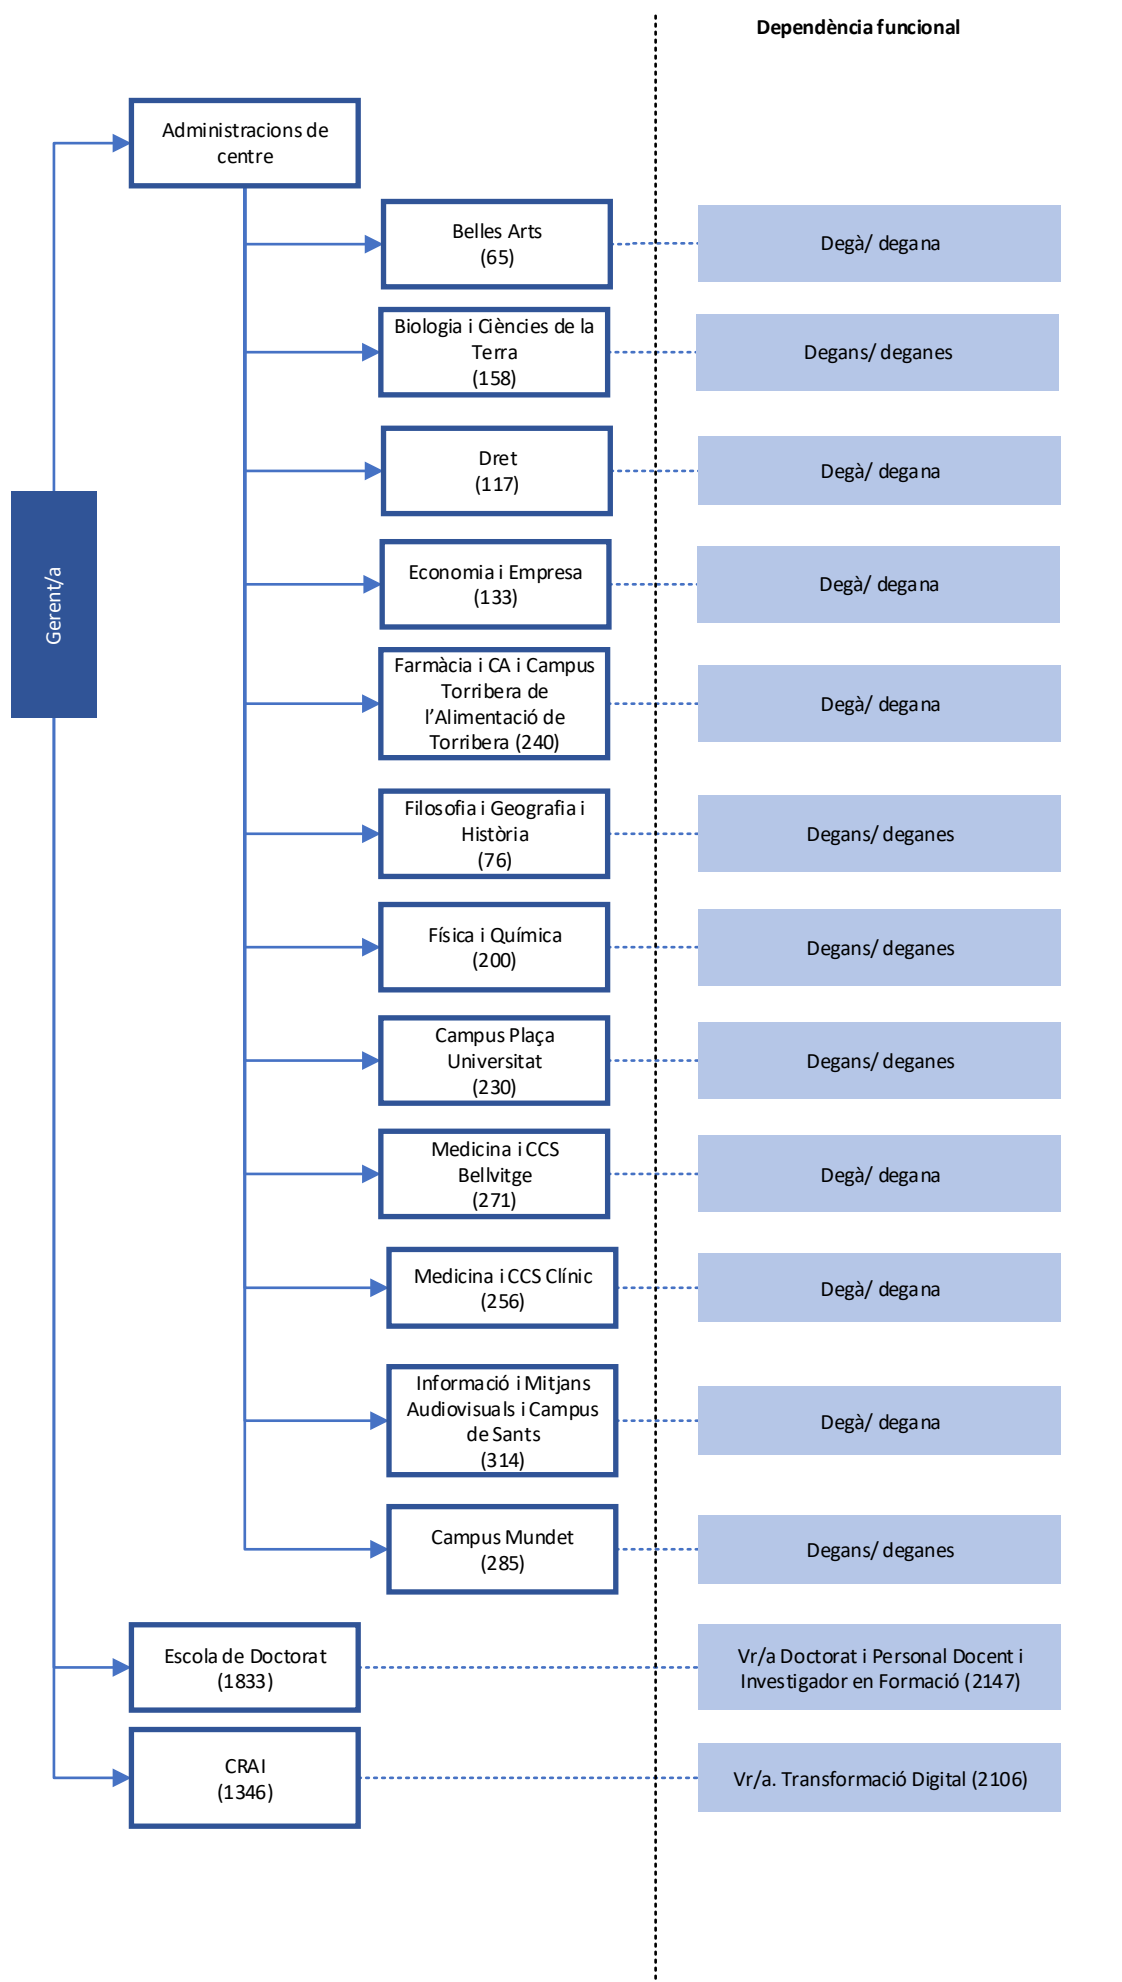 Dependència funcional
Administracions de
centre
Belles Arts
(65)
Degà/ degana
Biologia i Ciències de la
Terra
(158)
Degans/ deganes
Dret
(117)
Degà/ degana
Gerent/a
Economia i Empresa
(133)
Degà/ degana
Farmàcia i CA i Campus
Torribera de
l’Alimentació de
Torribera (240)
Degà/ degana
Filosofia i Geografia i
Història
(76)
Degans/ deganes
Física i Química
(200)
Degans/ deganes
Campus Plaça
Universitat
(230)
Degans/ deganes
Medicina i CCS
Bellvitge
(271)
Degà/ degana
Medicina i CCS Clínic
(256)
Degà/ degana
Informació i Mitjans
Audiovisuals i Campus
de Sants
(314)
Degà/ degana
Campus Mundet
(285)
Degans/ deganes
Escola de Doctorat
(1833)
Vr/a Doctorat i Personal Docent i
Investigador en Formació (2147)
CRAI
(1346)
Vr/a. Transformació Digital (2106)